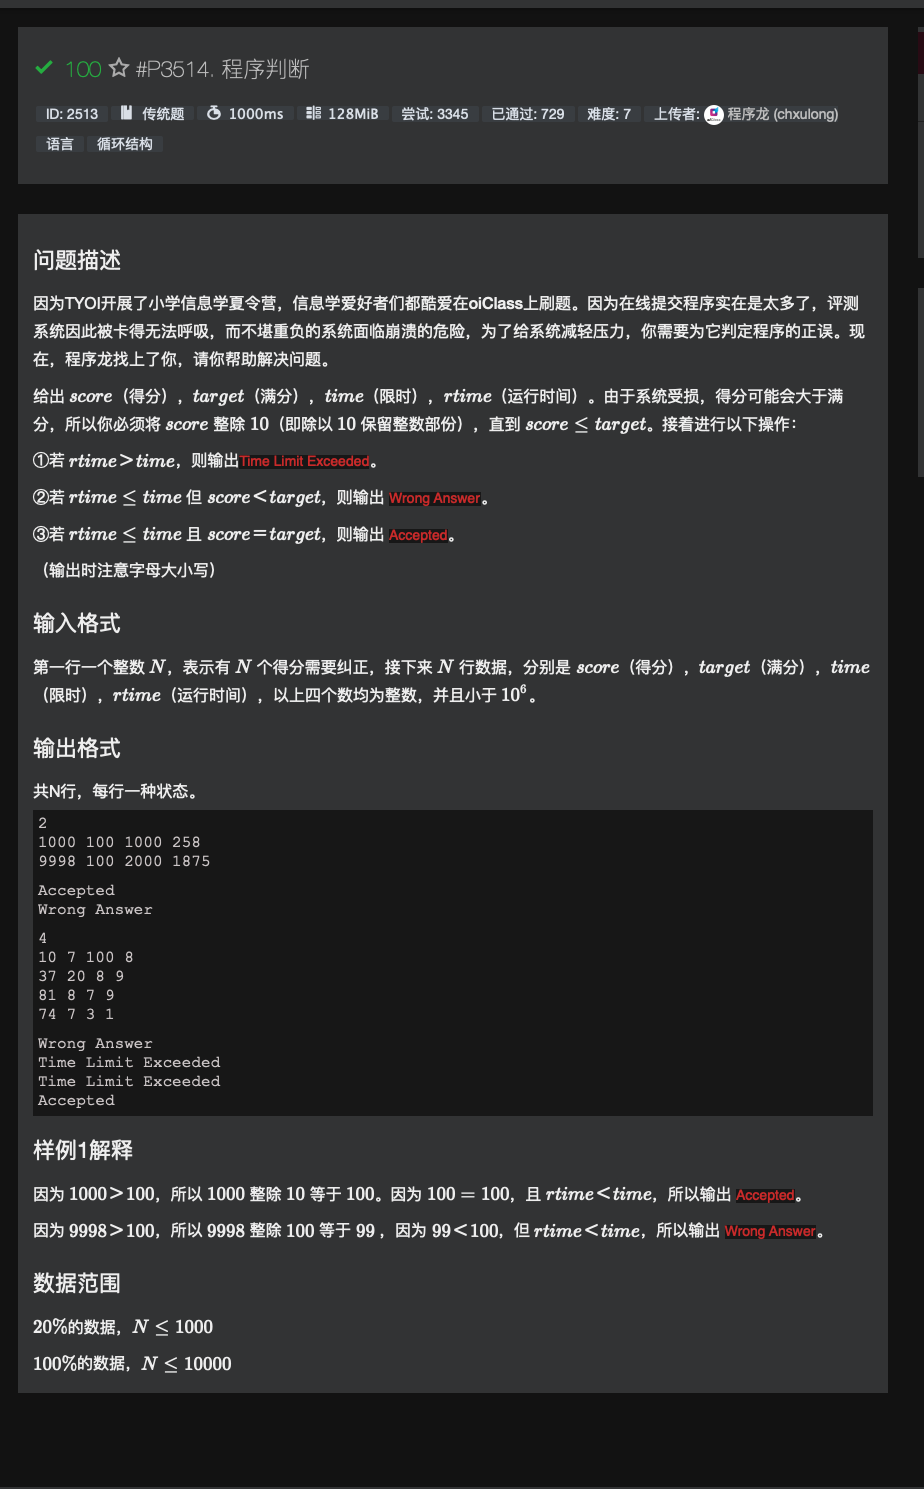 100 #P3514. 程序判断
ID: 2513 传统题 1000ms 128MiB 尝试: 3345 已通过: 729 难度: 7 上传者: 程序龙 (chxulong)
语言 循环结构
问题描述
因为TYOI开展了小学信息学夏令营，信息学爱好者们都酷爱在oiClass上刷题。因为在线提交程序实在是太多了，评测
系统因此被卡得无法呼吸，而不堪重负的系统面临崩溃的危险，为了给系统减轻压力，你需要为它判定程序的正误。现
在，程序龙找上了你，请你帮助解决问题。
给出 score（得分）, target（满分）, time（限时）, rtime（运行时间）。由于系统受损，得分可能会大于满
分，所以你必须将 score 整除 10（即除以 10 保留整数部份）, 直到 score ≤ target。接着进行以下操作：
①若 rtime>time，则输出Time Limit Exceeded。
②若 rtime ≤ time 但 score<target，则输出 Wrong Answer。
③若 rtime ≤ time 且 score=target，则输出 Accepted。
（输出时注意字母大小写）
输入格式
第一行一个整数 N，表示有 N 个得分需要纠正，接下来 N 行数据，分别是 score（得分）, target（满分）, time
（限时）, rtime（运行时间）, 以上四个数均为整数，并且小于 10⁶。
输出格式
共N行，每行一种状态。
2
1000 100 1000 258
9998 100 2000 1875
Accepted
Wrong Answer
4
10 7 100 8
37 20 8 9
81 8 7 9
74 7 3 1
Wrong Answer
Time Limit Exceeded
Time Limit Exceeded
Accepted
样例1解释
因为 1000>100，所以 1000 整除 10 等于 100。因为 100 = 100，且 rtime<time，所以输出 Accepted。
因为 9998>100，所以 9998 整除 100 等于 99 ，因为 99<100，但 rtime<time，所以输出 Wrong Answer。
数据范围
20%的数据，N ≤ 1000
100%的数据，N ≤ 10000